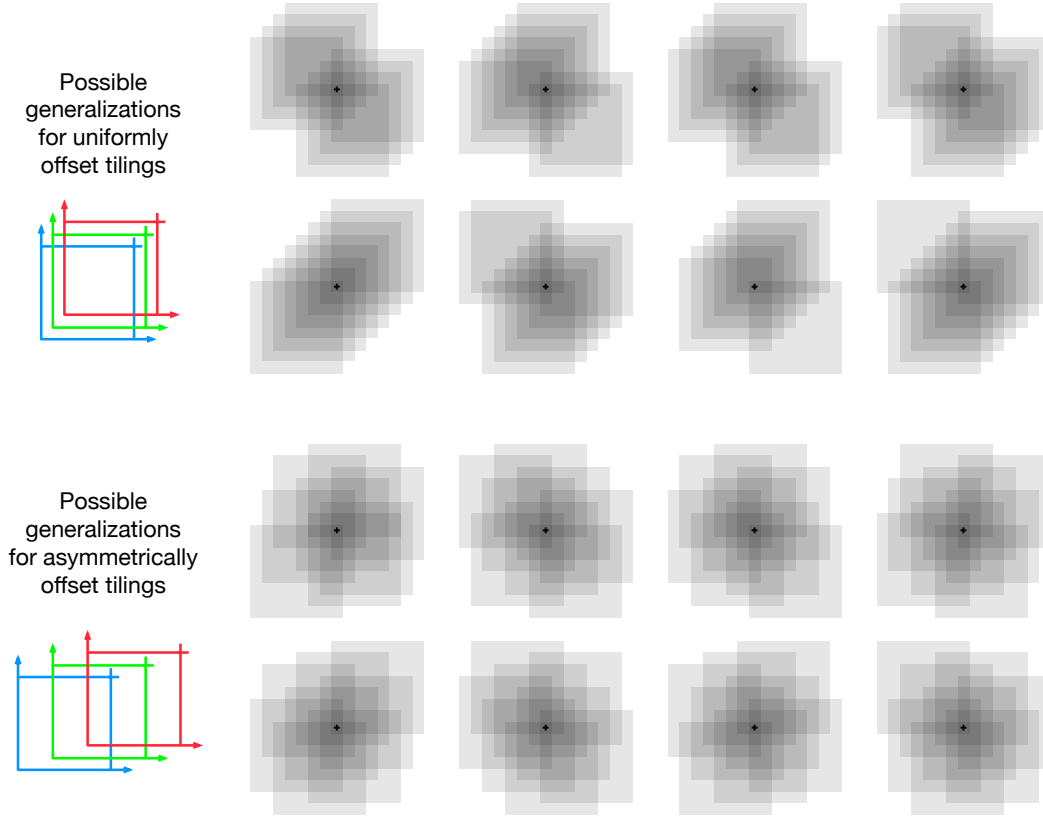 Possible
generalizations
for uniformly
offset tilings
Possible
generalizations
for asymmetrically
offset tilings